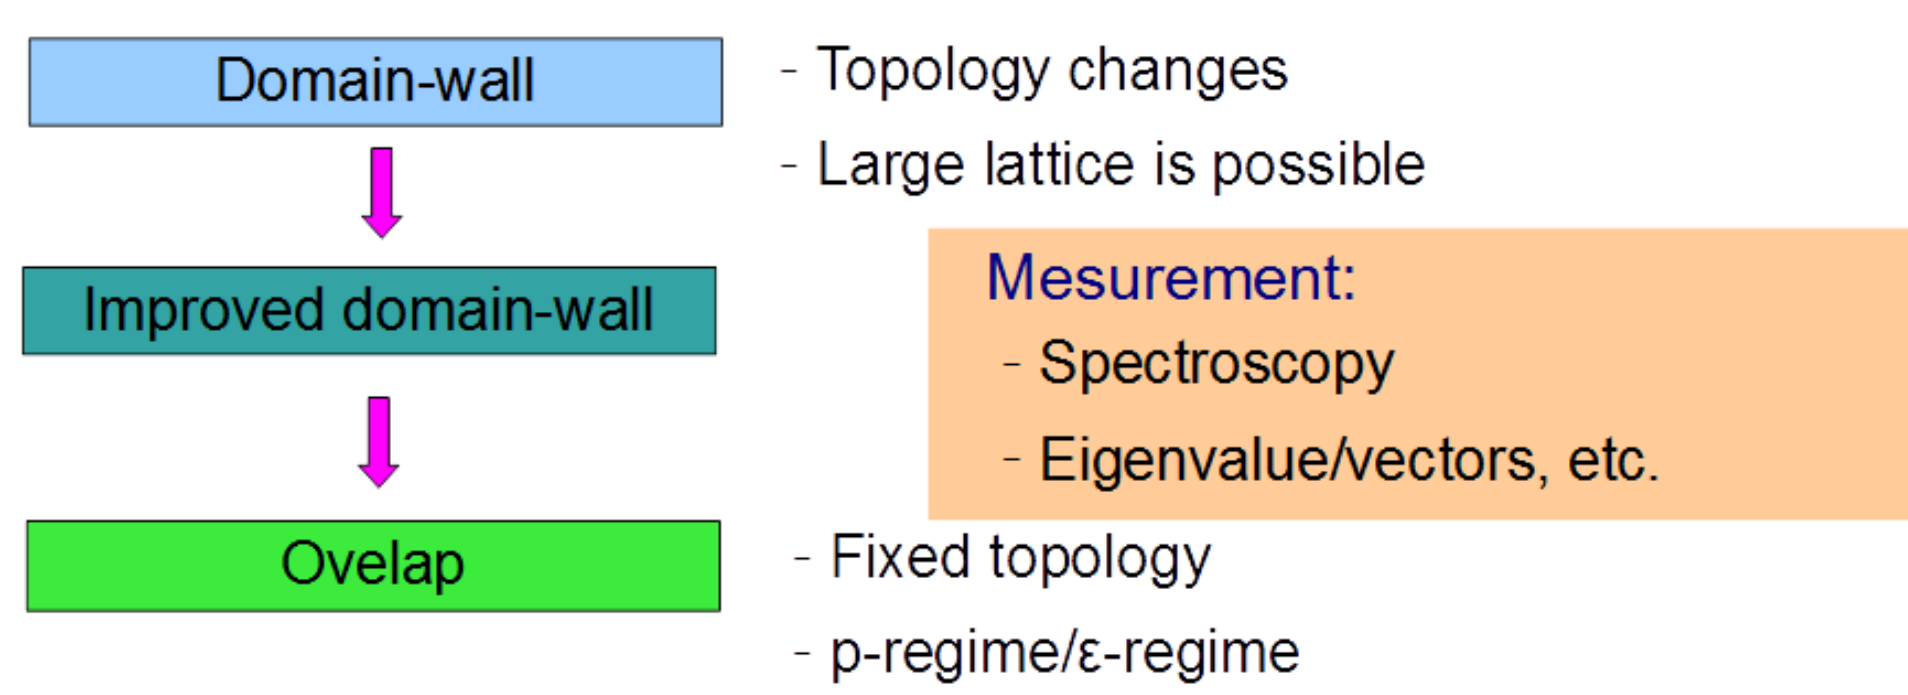 Domain-wall
- Topology changes
- Large lattice is possible
Improved domain-wall
Mesurement:
- Spectroscopy
- Eigenvalue/vectors, etc.
Ovelap
- Fixed topology
- p-regime/ε-regime